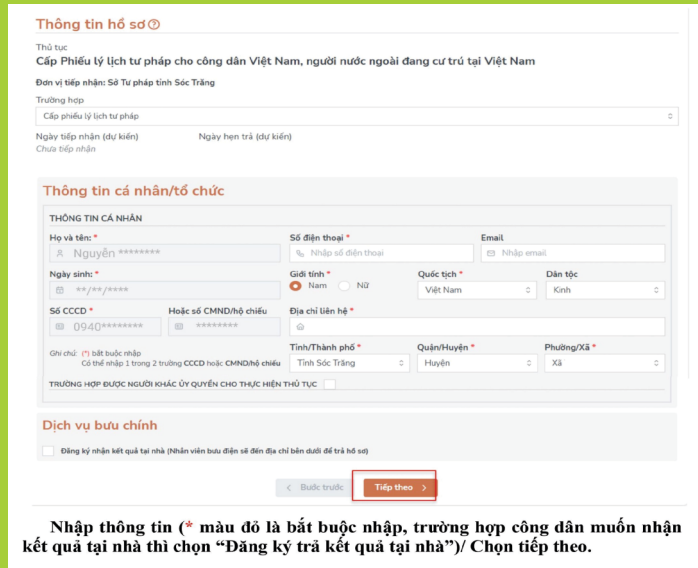 Thông tin hồ sơ
Thủ tục
Cấp Phiếu lý lịch tư pháp cho công dân Việt Nam, người nước ngoài đang cư trú tại Việt Nam
Đơn vị tiếp nhận: Sở Tư pháp tỉnh Sóc Trăng
Trường hợp
Cấp phiếu lý lịch tư pháp
Ngày tiếp nhận (dự kiến) Ngày hẹn trả (dự kiến)
Chưa tiếp nhận
Thông tin cá nhân/tổ chức
THÔNG TIN CÁ NHÂN
Họ và tên: * Số điện thoại * Email
Nguyễn ******** Nhập số điện thoại Nhập email
Ngày sinh: * Giới tính * Quốc tịch * Dân tộc
**/**/**** Nam Nữ Việt Nam Kinh
Số CCCD * Hoặc số CMND/hộ chiếu Địa chỉ liên hệ *
0940******** ********
Tỉnh/Thành phố * Quận/Huyện * Phường/Xã *
Ghi chú: (*) bắt buộc nhập
Có thể nhập 1 trong 2 trường CCCD hoặc CMND/hộ chiếu Tỉnh Sóc Trăng Huyện Xã
TRƯỜNG HỢP ĐƯỢC NGƯỜI KHÁC ỦY QUYỀN CHO THỰC HIỆN THỦ TỤC
Dịch vụ bưu chính
Đăng ký nhận kết quả tại nhà (Nhân viên bưu điện sẽ đến địa chỉ bên dưới để trả hồ sơ)
Bước trước Tiếp theo
Nhập thông tin (* màu đỏ là bắt buộc nhập, trường hợp công dân muốn nhận
kết quả tại nhà thì chọn “Đăng ký trả kết quả tại nhà”)/ Chọn tiếp theo.